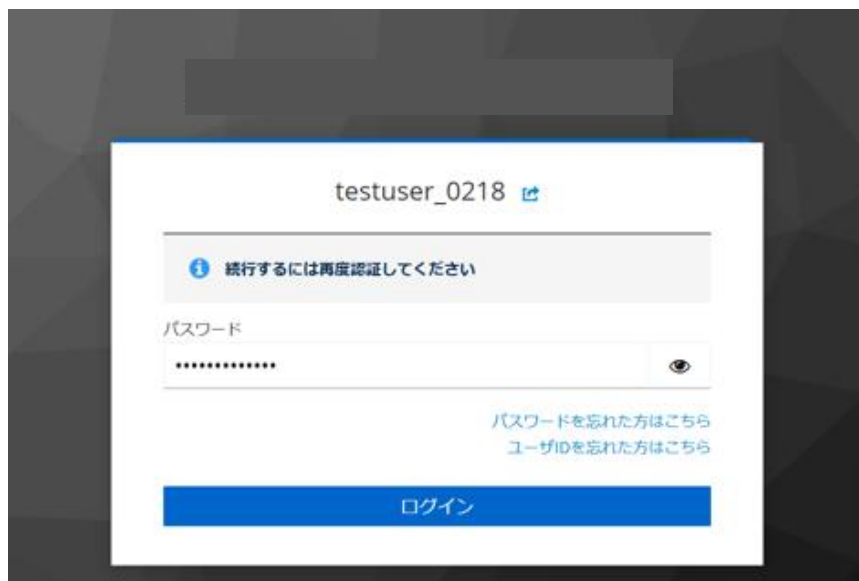 testuser_0218
続行するには再度認証してください
パスワード
•••••••••••••
パスワードを忘れた方はこちら
ユーザIDを忘れた方はこちら
ログイン